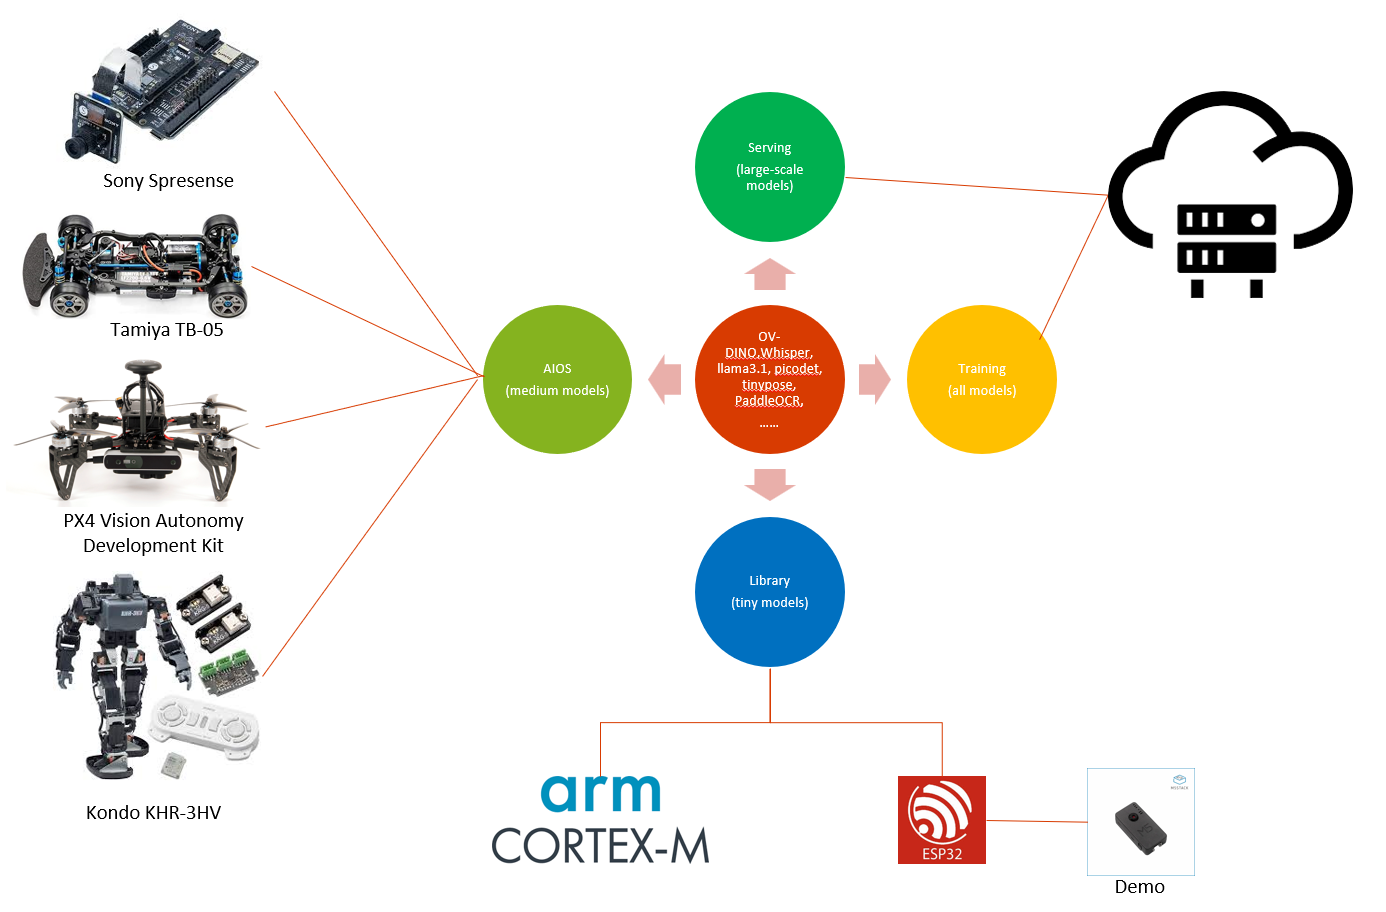 Sony Spresense
Tamiya TB-05
PX4 Vision Autonomy
Development Kit
Kondo KHR-3HV
AIOS
(medium models)
Serving
(large-scale
models)
OV-
DINO,Whisper,
llama3.1, picodet,
tinypose,
PaddleOCR,
......
Training
(all models)
Library
(tiny models)
arm
CORTEX-M
ESP32
M5STACK
Demo